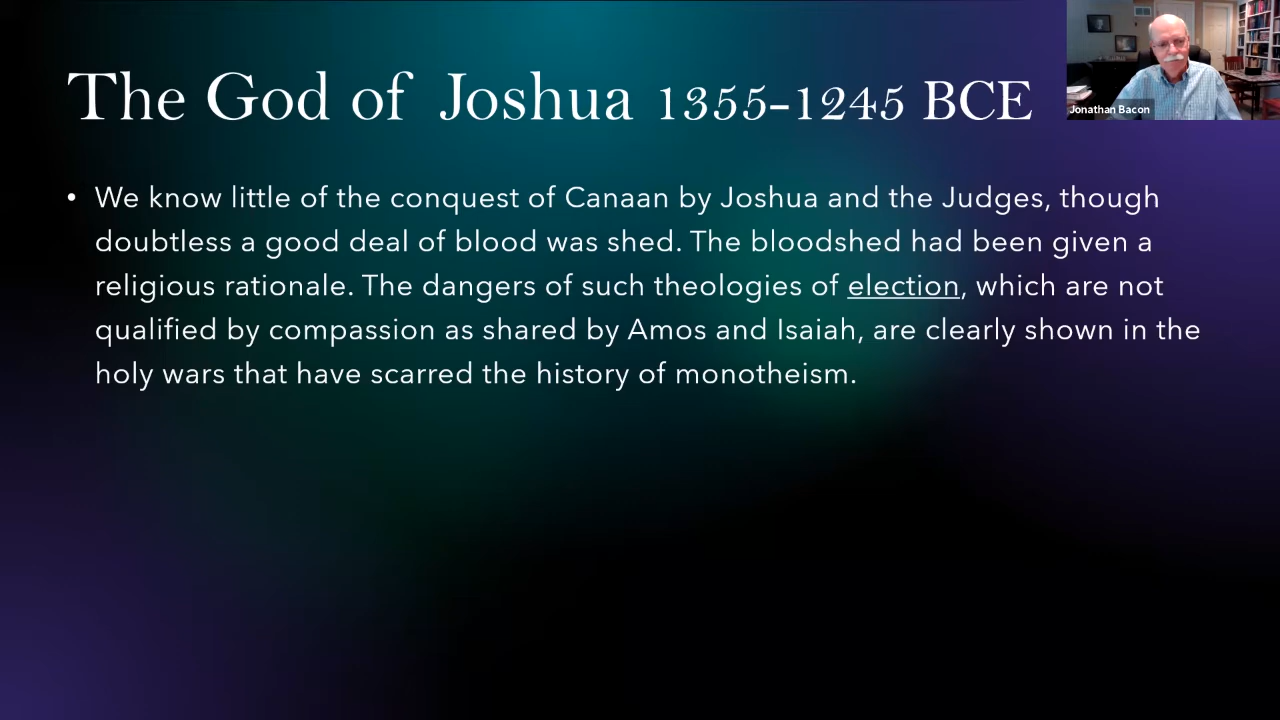 The God of Joshua 1355-1245 BCE
Jonathan Bacon
• We know little of the conquest of Canaan by Joshua and the Judges, though
doubtless a good deal of blood was shed. The bloodshed had been given a
religious rationale. The dangers of such theologies of election, which are not
qualified by compassion as shared by Amos and Isaiah, are clearly shown in the
holy wars that have scarred the history of monotheism.